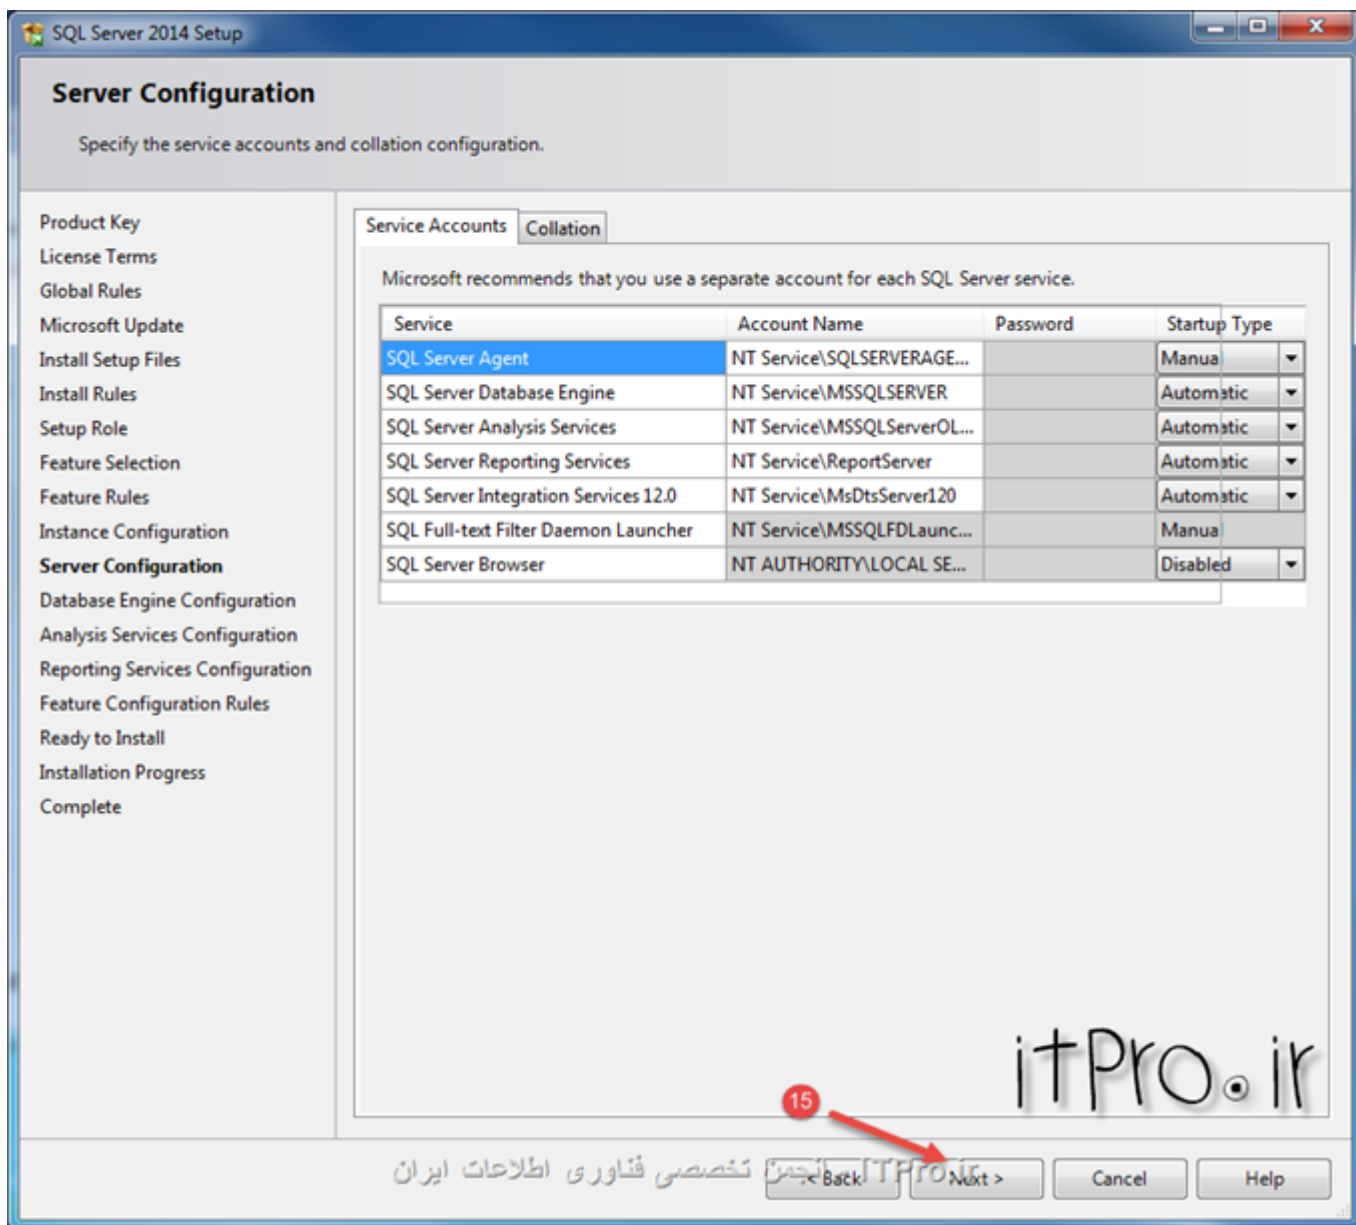 SQL Server 2014 Setup
Server Configuration
Specify the service accounts and collation configuration.
Product Key
License Terms
Global Rules
Microsoft Update
Install Setup Files
Install Rules
Setup Role
Feature Selection
Feature Rules
Instance Configuration
Server Configuration
Database Engine Configuration
Analysis Services Configuration
Reporting Services Configuration
Feature Configuration Rules
Ready to Install
Installation Progress
Complete
Service Accounts Collation
Microsoft recommends that you use a separate account for each SQL Server service.
Service Account Name Password Startup Type
SQL Server Agent NT Service\SQLSERVERAGE... Manual
SQL Server Database Engine NT Service\MSSQLSERVER Automatic
SQL Server Analysis Services NT Service\MSSQLServerOL... Automatic
SQL Server Reporting Services NT Service\ReportServer Automatic
SQL Server Integration Services 12.0 NT Service\MsDtsServer120 Automatic
SQL Full-text Filter Daemon Launcher NT Service\MSSQLFDLaunc... Manual
SQL Server Browser NT AUTHORITY\LOCAL SE... Disabled
itPro.ir
15
ITPro.ir - انجمن تخصصی فناوری اطلاعات ایران
< Back Next > Cancel Help